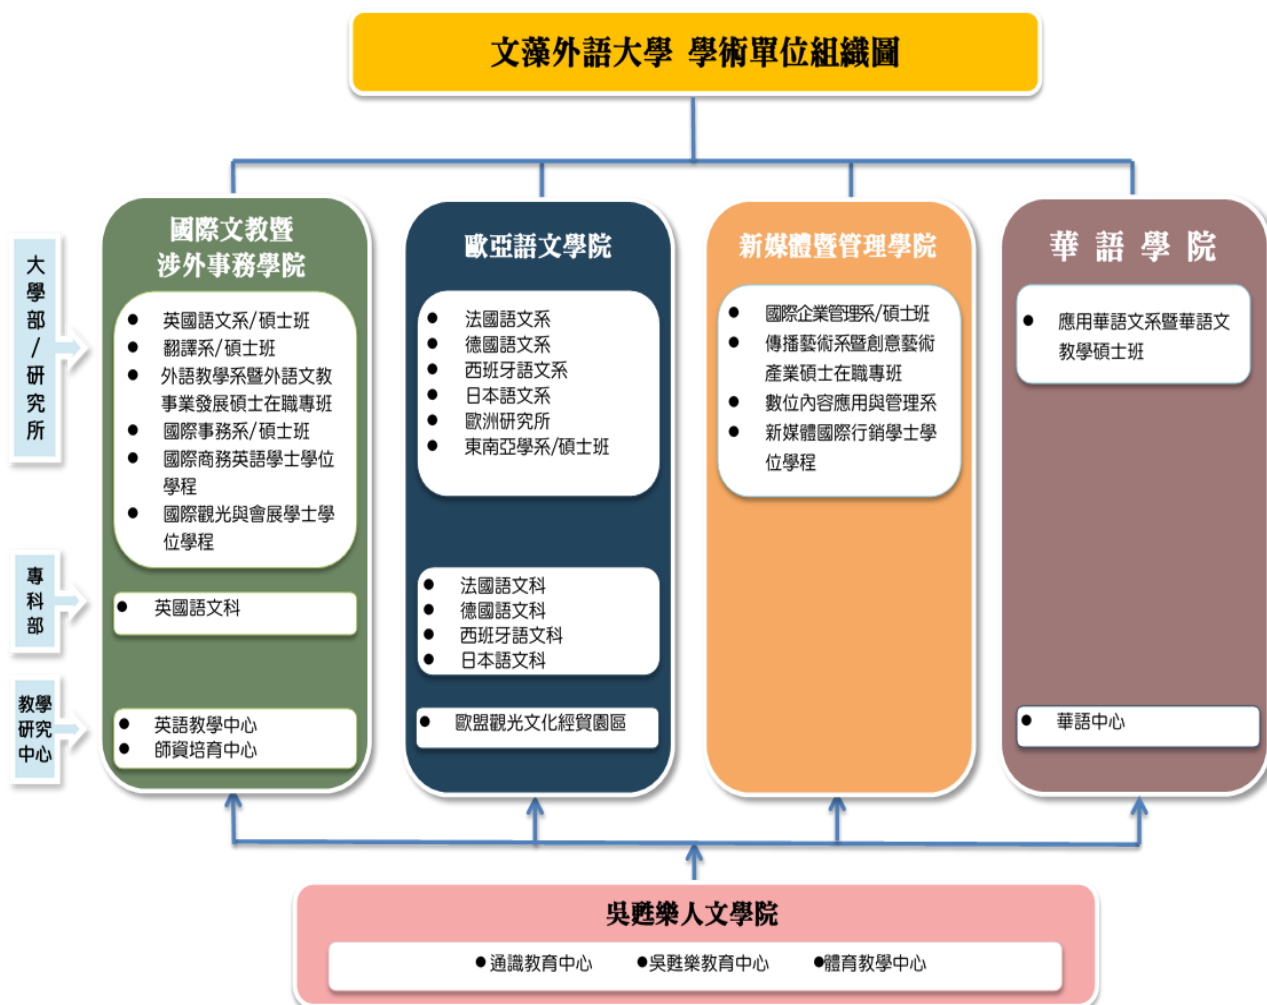 文藻外語大學 學術單位組織圖
大學部/研究所
國際文教暨
涉外事務學院
● 英國語文系/碩士班
● 翻譯系/碩士班
● 外語教學系暨外語文教
事業發展碩士在職專班
● 國際事務系/碩士班
● 國際商務英語學士學位
學程
● 國際觀光與會展學士學
位學程
歐亞語文學院
● 法國語文系
● 德國語文系
● 西班牙語文系
● 日本語文系
● 歐洲研究所
● 東南亞學系/碩士班
新媒體暨管理學院
● 國際企業管理系/碩士班
● 傳播藝術系暨創意藝術
產業碩士在職專班
● 數位內容應用與管理系
● 新媒體國際行銷學士學
位學程
華語學院
● 應用華語文系暨華語文
教學碩士班
專科部
● 英國語文科
● 法國語文科
● 德國語文科
● 西班牙語文科
● 日本語文科
教學
研究
中心
● 英語教學中心
● 師資培育中心
● 歐盟觀光文化經貿園區
● 華語中心
吳甦樂人文學院
●通識教育中心 ●吳甦樂教育中心 ●體育教學中心